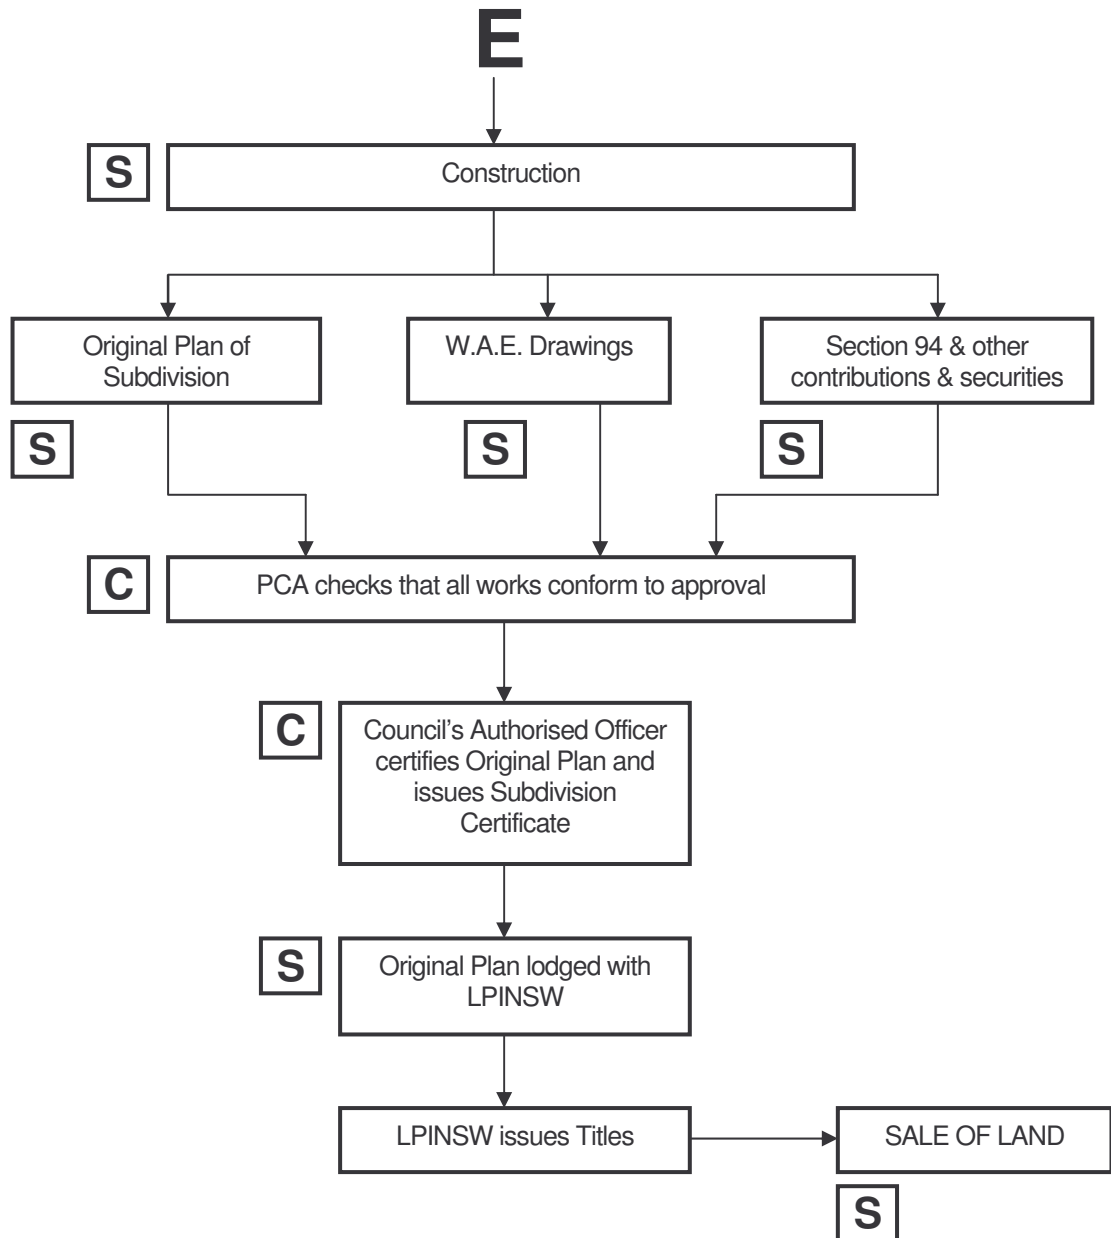 E
S
Construction
Original Plan of
Subdivision
S
W.A.E. Drawings
S
Section 94 & other
contributions & securities
S
C
PCA checks that all works conform to approval
C
Council's Authorised Officer
certifies Original Plan and
issues Subdivision
Certificate
S
Original Plan lodged with
LPINSW
LPINSW issues Titles
SALE OF LAND
S